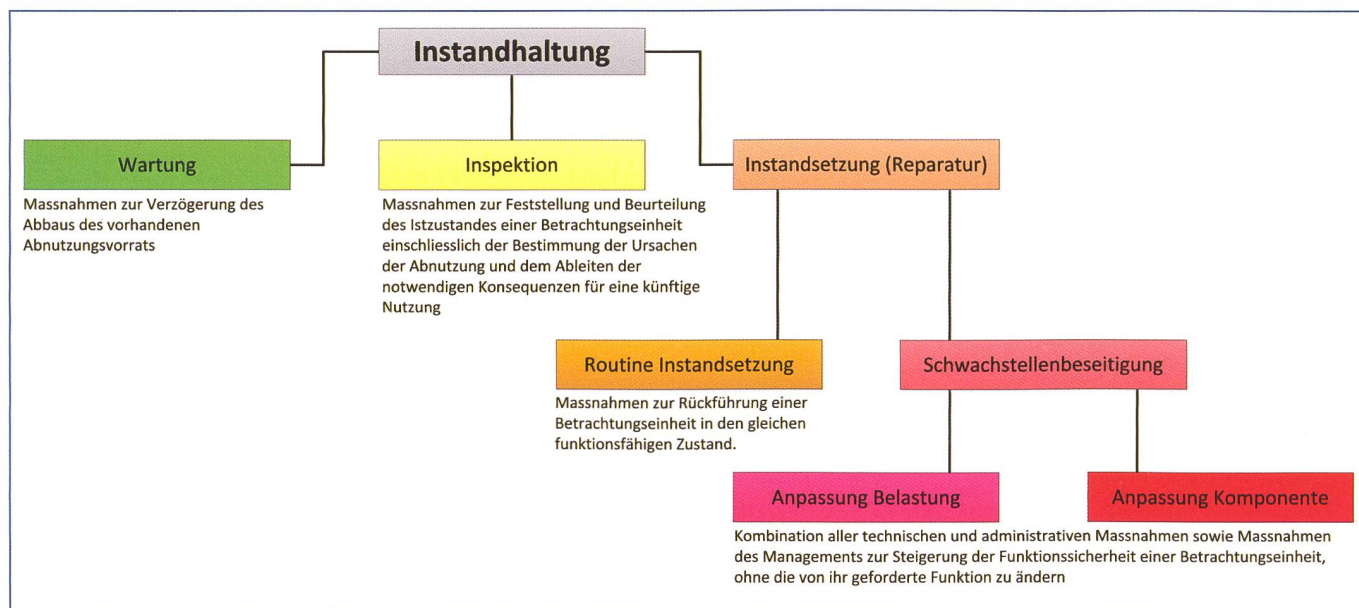 Instandhaltung
Wartung
Inspektion
Instandsetzung (Reparatur)
Massnahmen zur Verzögerung des
Abbaus des vorhandenen
Abnutzungsvorrats
Massnahmen zur Feststellung und Beurteilung
des Istzustandes einer Betrachtungseinheit
einschliesslich der Bestimmung der Ursachen
der Abnutzung und dem Ableiten der
notwendigen Konsequenzen für eine künftige
Nutzung
Routine Instandsetzung
Schwachstellenbeseitigung
Massnahmen zur Rückführung einer
Betrachtungseinheit in den gleichen
funktionsfähigen Zustand.
Anpassung Belastung
Anpassung Komponente
Kombination aller technischen und administrativen Massnahmen sowie Massnahmen
des Managements zur Steigerung der Funktionssicherheit einer Betrachtungseinheit,
ohne die von ihr geforderte Funktion zu ändern